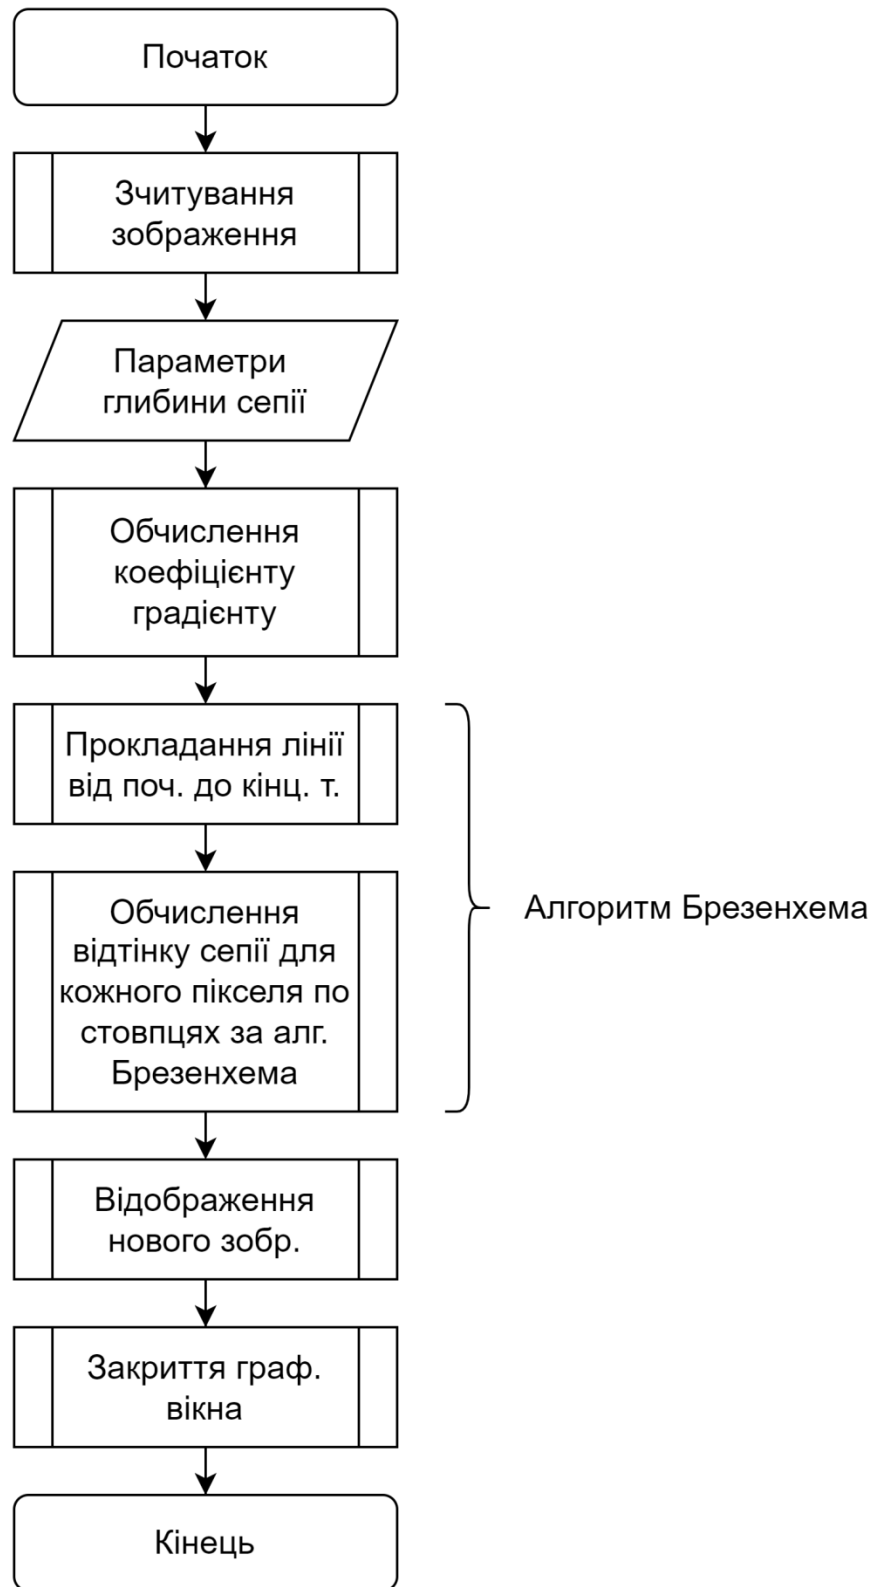 Початок
Зчитування
зображення
Параметри
глибини сепії
Обчислення
коефіцієнту
градієнту
Прокладання лінії
від поч. до кінц. т.
Обчислення
відтінку сепії для
кожного пікселя по
стовпцях за алг.
Брезенхема
Алгоритм Брезенхема
Відображення
нового зобр.
Закриття граф.
вікна
Кінець